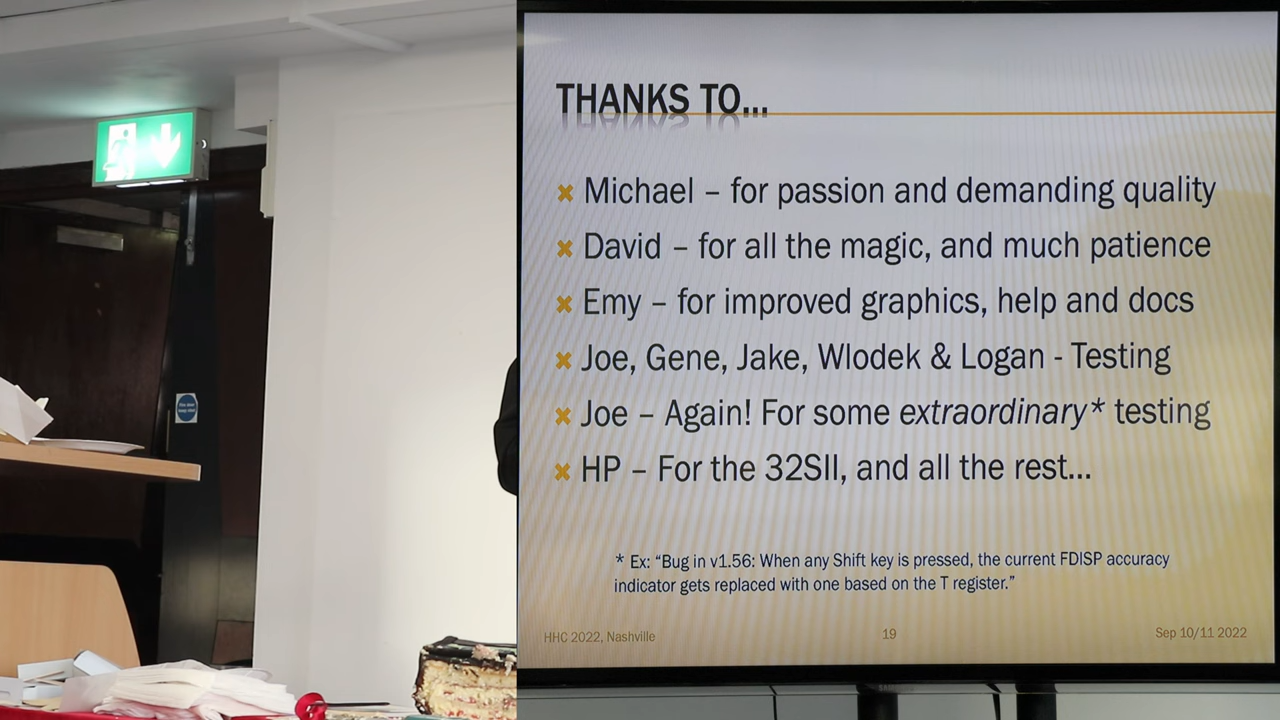 THANKS TO...
Michael – for passion and demanding quality
David – for all the magic, and much patience
Emy – for improved graphics, help and docs
Joe, Gene, Jake, Wlodek & Logan - Testing
Joe – Again! For some extraordinary* testing
HP – For the 32SII, and all the rest...
* Ex: “Bug in v1.56: When any Shift key is pressed, the current FDISP accuracy
indicator gets replaced with one based on the T register.”
HHC 2022, Nashville
19
Sep 10/11 2022